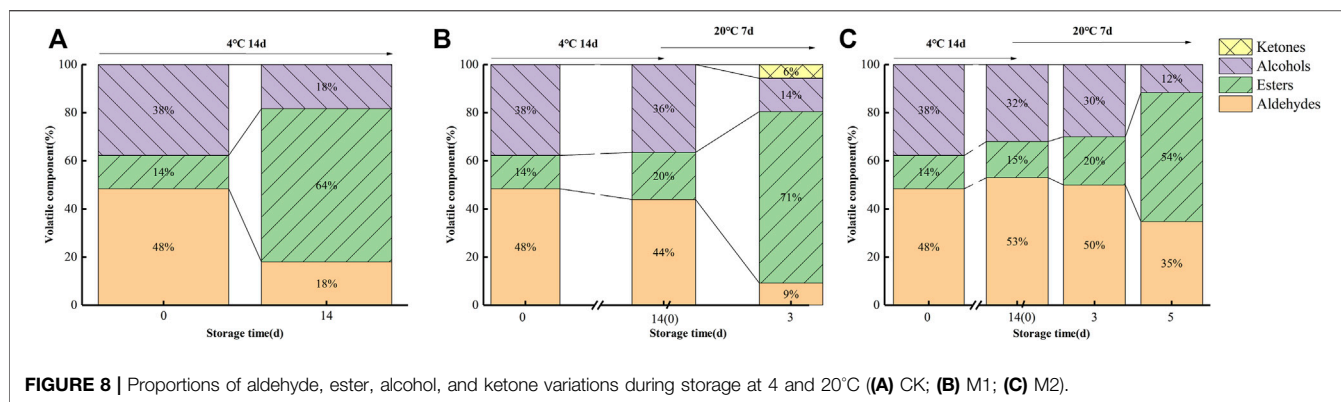 A
4°C 14d
Volatile component(%)
100
80
60
40
20
0
38%
14%
48%
18%
64%
18%
0
14
Storage time(d)
B
4°C 14d
20°C 7d
Volatile component(%)
100
80
60
40
20
0
38%
14%
48%
36%
20%
44%
6%
14%
71%
9%
0
14(0)
3
Storage time(d)
C
4°C 14d
20°C 7d
Volatile component(%)
100
80
60
40
20
0
38%
14%
48%
32%
15%
53%
30%
20%
50%
12%
54%
35%
0
14(0)
3
5
Storage time(d)
Ketones
Alcohols
Esters
Aldehydes
FIGURE 8 | Proportions of aldehyde, ester, alcohol, and ketone variations during storage at 4 and 20°C ((A) CK; (B) M1; (C) M2).